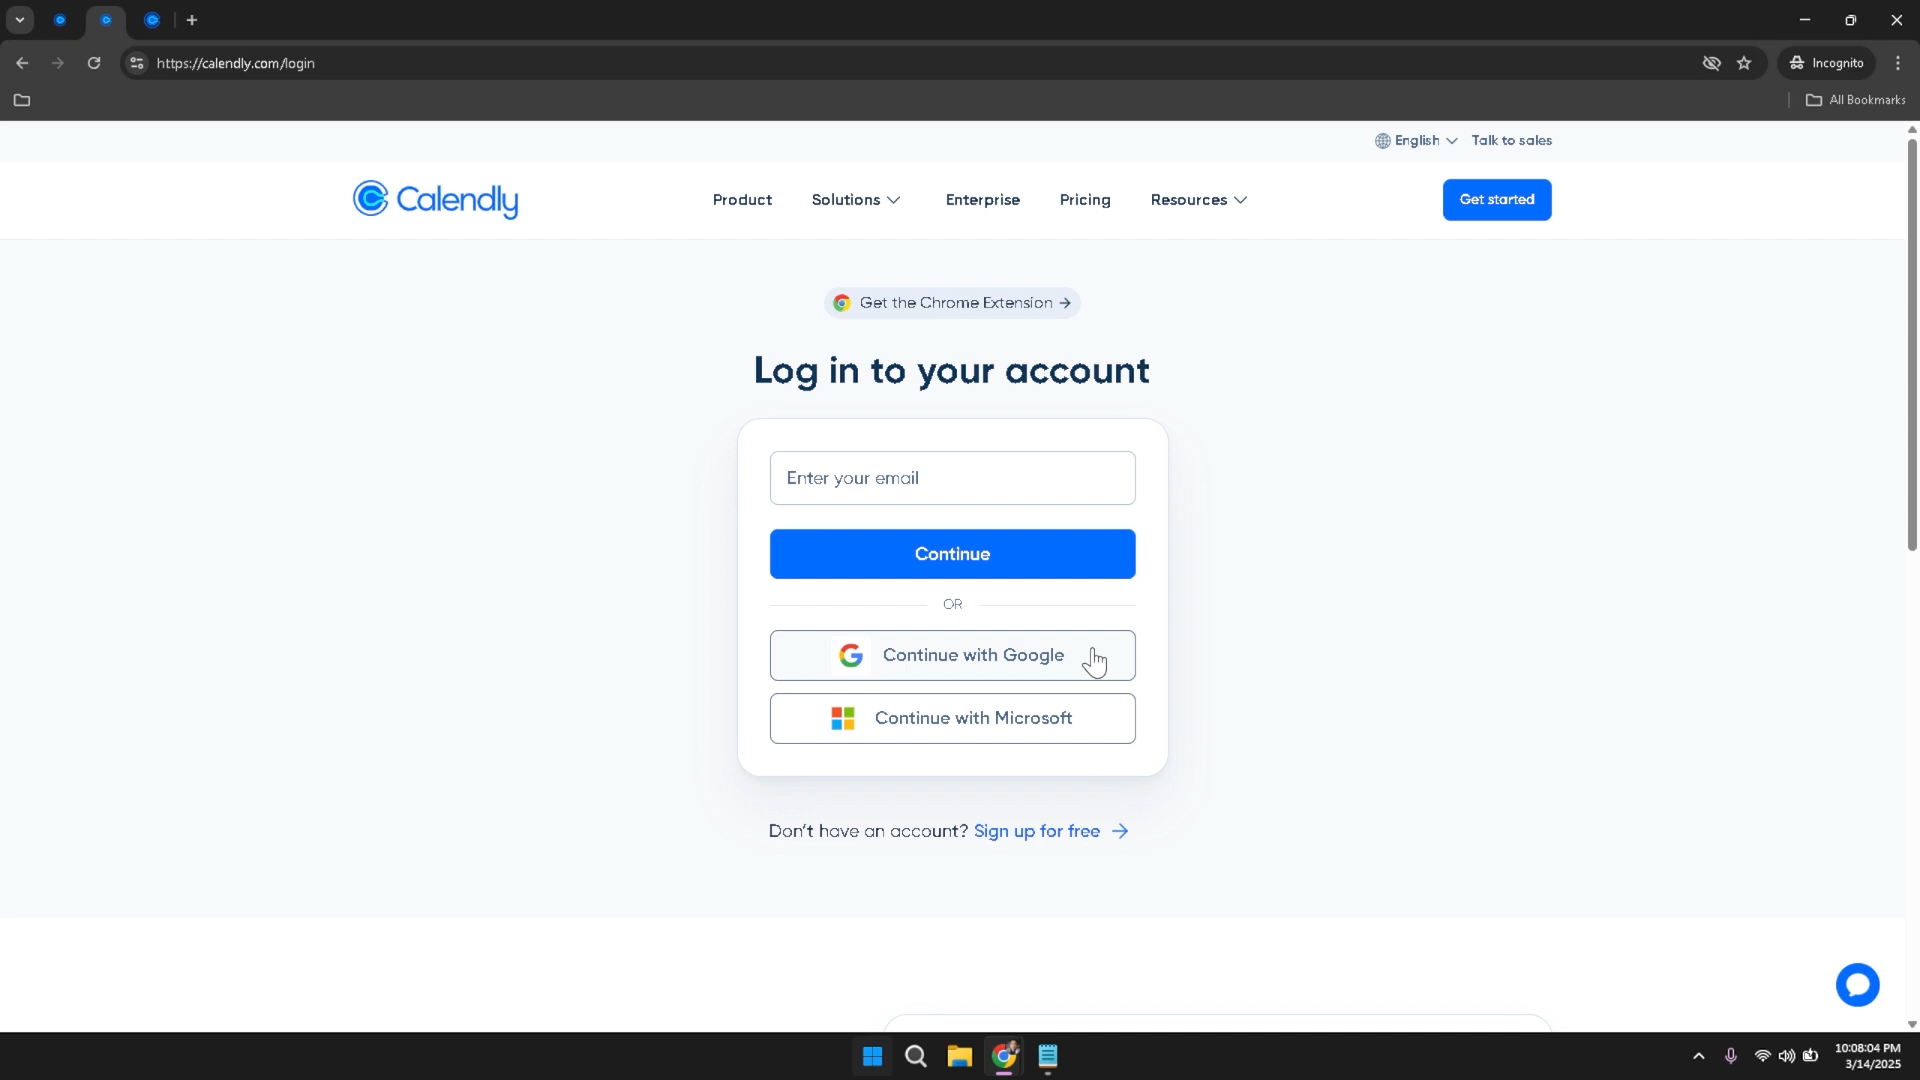 https://calendly.com/login
Incognito
All Bookmarks
English
Talk to sales
Calendly
Product
Solutions
Enterprise
Pricing
Resources
Get started
Get the Chrome Extension →
Log in to your account
Enter your email
Continue
OR
Continue with Google
Continue with Microsoft
Don't have an account? Sign up for free →
10:08:04 PM
3/14/2025